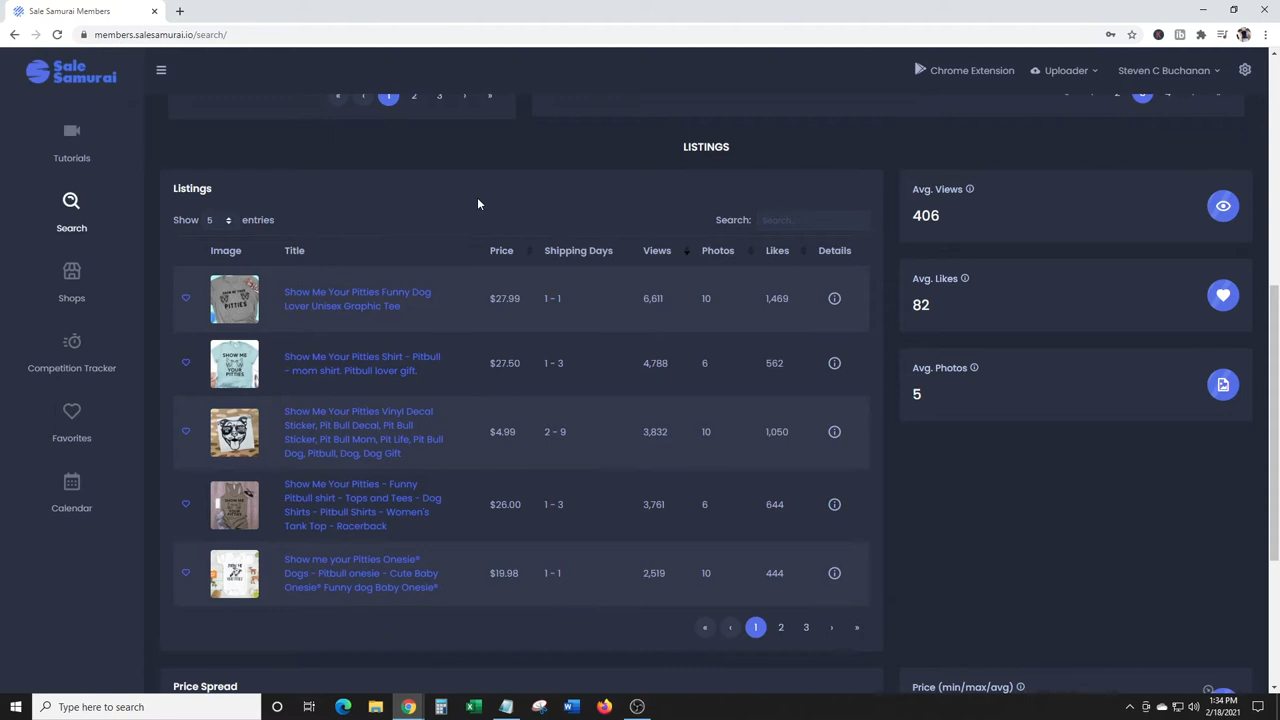 Sale Samurai Members
members.salesamurai.io/search/
Sale
Samurai
Chrome Extension
Uploader
Steven C Buchanan
Tutorials
Search
Shops
Competition Tracker
Favorites
Calendar
« ‹ 1 2 3 › »
LISTINGS
Listings
Show 5 entries
Search: Search...
Image Title Price Shipping Days Views Photos Likes Details
Show Me Your Pitties Funny Dog
Lover Unisex Graphic Tee
$27.99 1 - 1 6,611 10 1,469
Show Me Your Pitties Shirt - Pitbull
- mom shirt. Pitbull lover gift.
$27.50 1 - 3 4,788 6 562
Show Me Your Pitties Vinyl Decal
Sticker, Pit Bull Decal, Pit Bull
Sticker, Pit Bull Mom, Pit Life, Pit Bull
Dog, Pitbull, Dog, Dog Gift
$4.99 2 - 9 3,832 10 1,050
Show Me Your Pitties - Funny
Pitbull shirt - Tops and Tees - Dog
Shirts - Pitbull Shirts - Women's
Tank Top - Racerback
$26.00 1 - 3 3,761 6 644
Show me your Pitties Onesie®
Dogs - Pitbull onesie - Cute Baby
Onesie® Funny dog Baby Onesie®
$19.98 1 - 1 2,519 10 444
« ‹ 1 2 3 › »
Avg. Views
406
Avg. Likes
82
Avg. Photos
5
Price Spread
Price (min/max/avg)
Type here to search
1:34 PM
2/18/2021